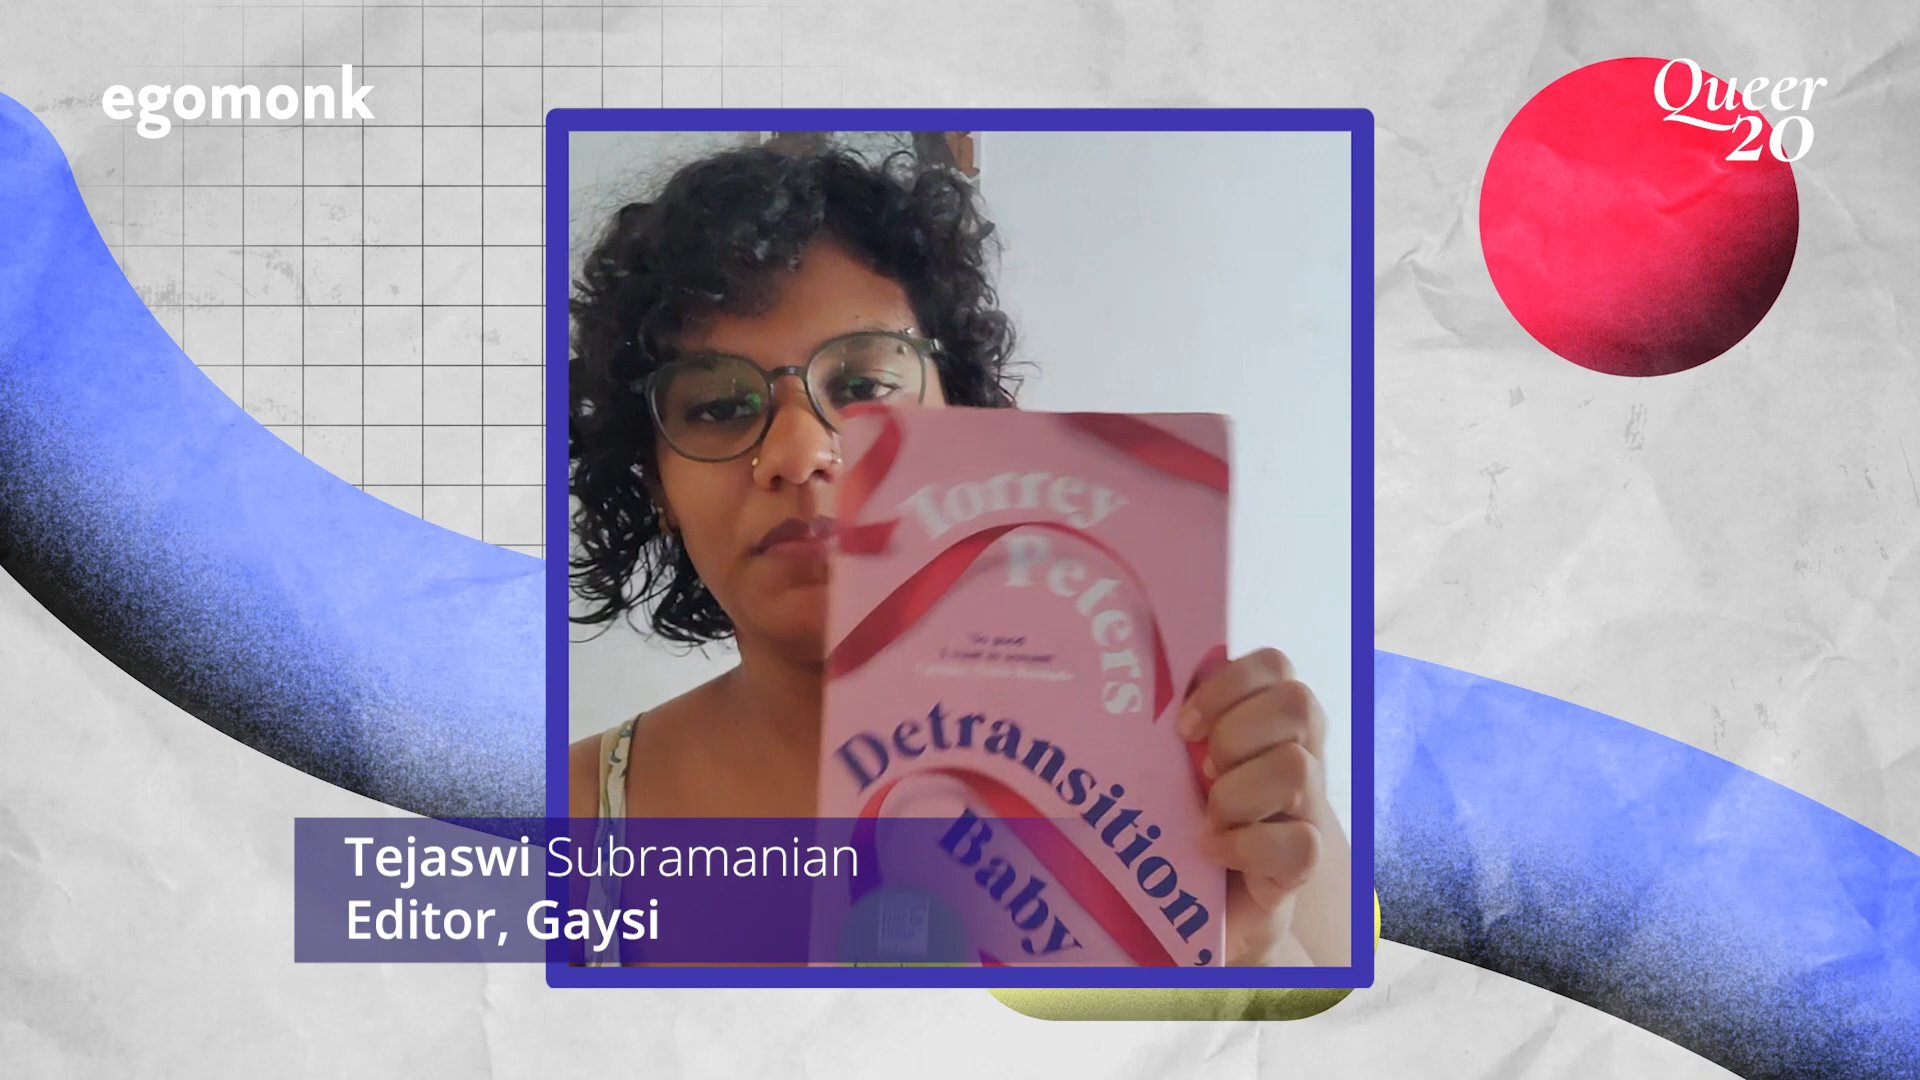 egomonk
Queer
20
Torrey
Peters
Detransition,
Baby
Tejaswi Subramanian
Editor, Gaysi